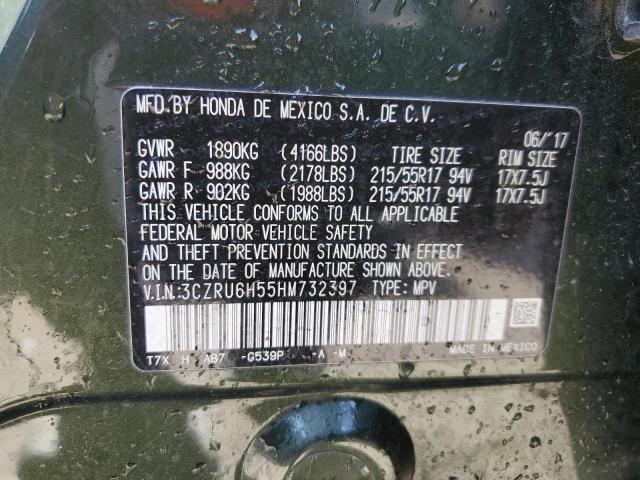 MFD. BY HONDA DE MEXICO S.A. DE C.V.
06/'17
GVWR 1890KG (4166LBS) TIRE SIZE RIM SIZE
GAWR F 988KG (2178LBS) 215/55R17 94V 17X7.5J
GAWR R 902KG (1988LBS) 215/55R17 94V 17X7.5J
THIS VEHICLE CONFORMS TO ALL APPLICABLE
FEDERAL MOTOR VEHICLE SAFETY
AND THEFT PREVENTION STANDARDS IN EFFECT ON
THE DATE OF MANUFACTURE SHOWN ABOVE.
V.I.N:3CZRU6H55HM732397 TYPE: MPV
T7X H AB7 -G539P -A -M MADE IN MEXICO